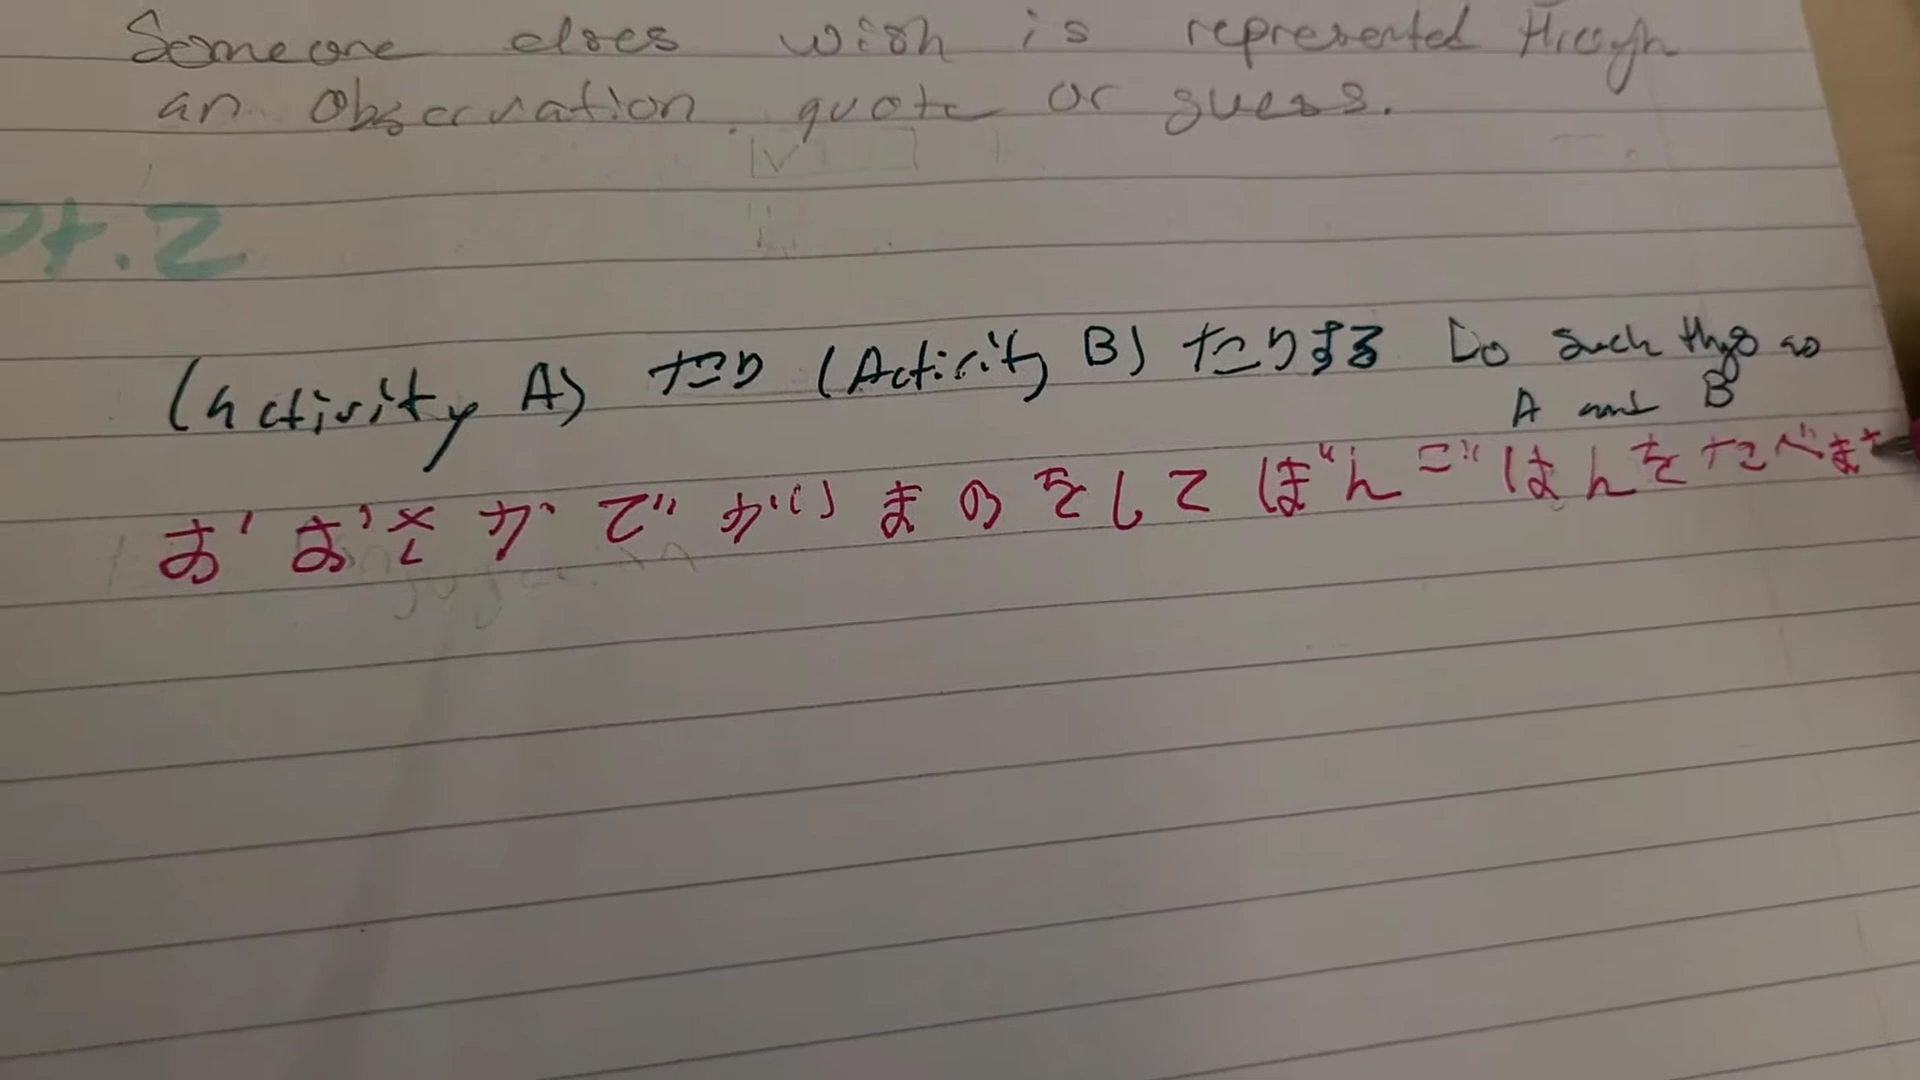 Someone elses wish is represented through
an observation, quote or guess.
Pt.2
(activity A) たり (Activity B) たりする Do such things as
A and B
おおさかでかいものをしてばんごはんをたべま